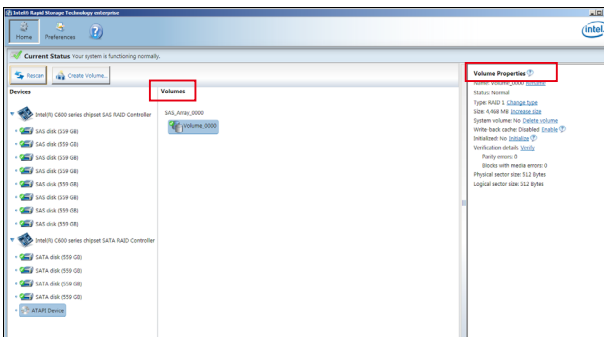 Intel® Rapid Storage Technology enterprise
Home
Preferences
intel
Current Status Your system is functioning normally.
Rescan
Create Volume...
Devices
Intel(R) C600 series chipset SAS RAID Controller
SAS disk (559 GB)
SAS disk (559 GB)
SAS disk (559 GB)
SAS disk (559 GB)
SAS disk (559 GB)
SAS disk (559 GB)
SAS disk (559 GB)
SAS disk (559 GB)
Intel(R) C600 series chipset SATA RAID Controller
SATA disk (559 GB)
SATA disk (559 GB)
SATA disk (559 GB)
SATA disk (559 GB)
ATAPI Device
Volumes
SAS_Array_0000
Volume_0000
Volume Properties
Name: Volume_0000 Rename
Status: Normal
Type: RAID 1 Change type
Size: 4,468 MB Increase size
System volume: No Delete volume
Write-back cache: Disabled Enable
Initialized: No Initialize
Verification details Verify
Parity errors: 0
Blocks with media errors: 0
Physical sector size: 512 Bytes
Logical sector size: 512 Bytes